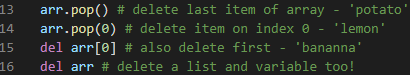 13 arr.pop() # delete last item of array - 'potato'
14 arr.pop(0) # delete item on index 0 - 'lemon'
15 del arr[0] # also delete first - 'bananna'
16 del arr # delete a list and variable too!